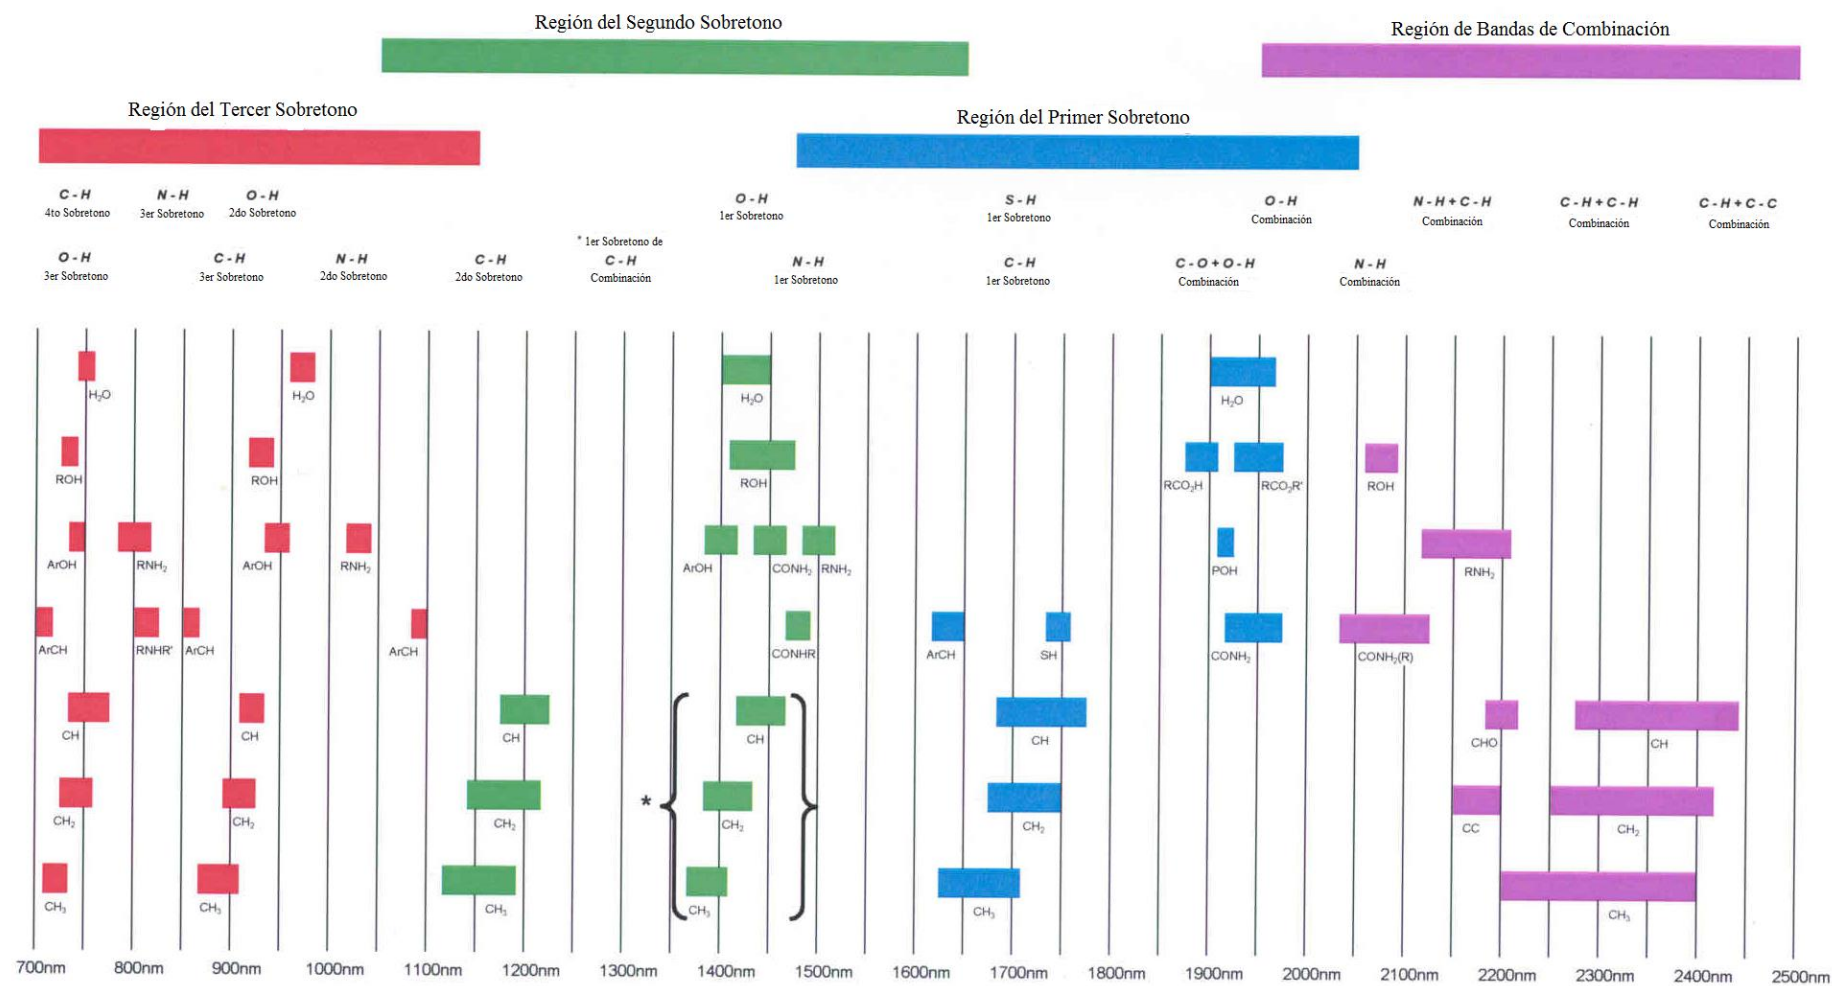 Región del Segundo Sobretono
Región de Bandas de Combinación
Región del Tercer Sobretono
Región del Primer Sobretono
C-H
4to Sobretono
N-H
3er Sobretono
O-H
2do Sobretono
O-H
1er Sobretono
S-H
1er Sobretono
O-H
Combinación
N-H+C-H
Combinación
C-H+C-H
Combinación
C-H+C-C
Combinación
O-H
3er Sobretono
C-H
3er Sobretono
N-H
2do Sobretono
C-H
2do Sobretono
* 1er Sobretono de
C-H
Combinación
N-H
1er Sobretono
C-H
1er Sobretono
C-O+O-H
Combinación
N-H
Combinación
H₂O H₂O H₂O H₂O
ROH ROH ROH RCO₂H RCO₂R' ROH
ArOH RNH₂ ArOH RNH₂ ArOH CONH₂ RNH₂ POH RNH₂
ArCH RNHR' ArCH ArCH CONHR ArCH SH CONH₂ CONH₂(R)
CH CH CH CH CH CHO CH
*
CH₂ CH₂ CH₂ CH₂ CH₂ CC CH₂
CH₃ CH₃ CH₃ CH₃ CH₃ CH₃
700nm 800nm 900nm 1000nm 1100nm 1200nm 1300nm 1400nm 1500nm 1600nm 1700nm 1800nm 1900nm 2000nm 2100nm 2200nm 2300nm 2400nm 2500nm